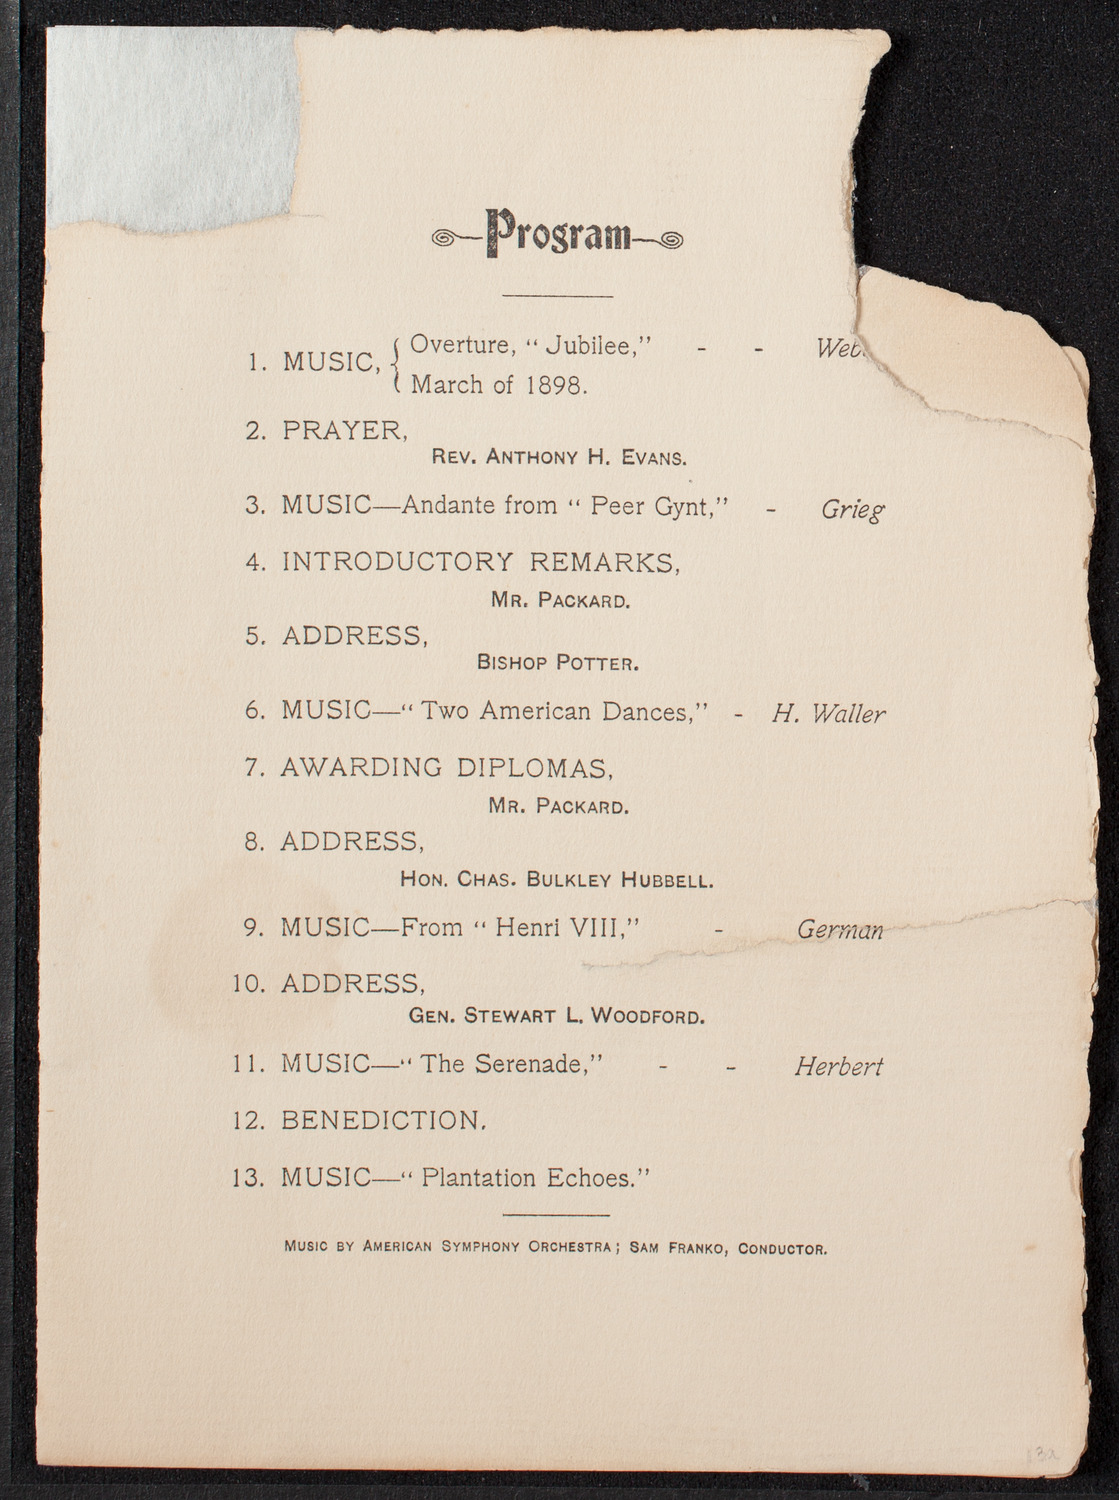 Program
1. MUSIC, { Overture, “ Jubilee,” - - Web
March of 1898.
2. PRAYER,
REV. ANTHONY H. EVANS.
3. MUSIC—Andante from “ Peer Gynt,” - Grieg
4. INTRODUCTORY REMARKS,
MR. PACKARD.
5. ADDRESS,
BISHOP POTTER.
6. MUSIC—“ Two American Dances,” - H. Waller
7. AWARDING DIPLOMAS,
MR. PACKARD.
8. ADDRESS,
HON. CHAS. BULKLEY HUBBELL.
9. MUSIC—From “ Henri VIII,” - German
10. ADDRESS,
GEN. STEWART L. WOODFORD.
11. MUSIC—“ The Serenade,” - - Herbert
12. BENEDICTION.
13. MUSIC—“ Plantation Echoes.”
MUSIC BY AMERICAN SYMPHONY ORCHESTRA; SAM FRANKO, CONDUCTOR.